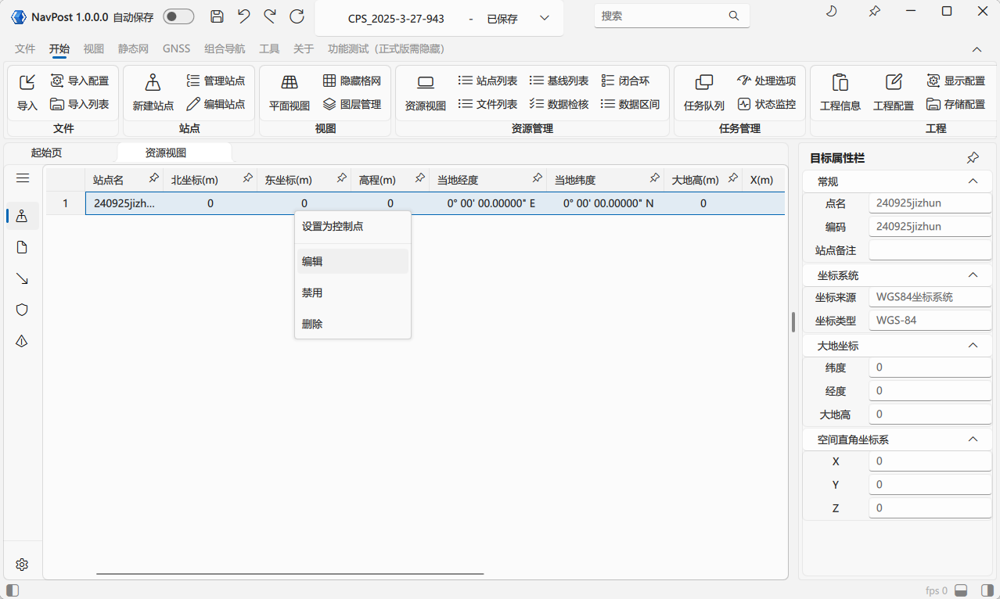 NavPost 1.0.0.0 自动保存 CPS_2025-3-27-943 - 已保存 搜索
文件 开始 视图 静态网 GNSS 组合导航 工具 关于 功能测试（正式版需隐藏）
导入 导入配置 导入列表 新建站点 管理站点 编辑站点 平面视图 隐藏格网 图层管理 资源视图 站点列表 基线列表 闭合环 文件列表 数据检核 数据区间 任务队列 处理选项 状态监控 工程信息 工程配置 显示配置 存储配置
文件 站点 视图 资源管理 任务管理 工程
起始页 资源视图
站点名 北坐标(m) 东坐标(m) 高程(m) 当地经度 当地纬度 大地高(m) X(m)
1 240925jizh... 0 0 0 0° 00' 00.00000" E 0° 00' 00.00000" N 0
设置为控制点
编辑
禁用
删除
目标属性栏
常规
点名 240925jizhun
编码 240925jizhun
站点备注
坐标系统
坐标来源 WGS84坐标系统
坐标类型 WGS-84
大地坐标
纬度 0
经度 0
大地高 0
空间直角坐标系
X 0
Y 0
Z 0
fps 0